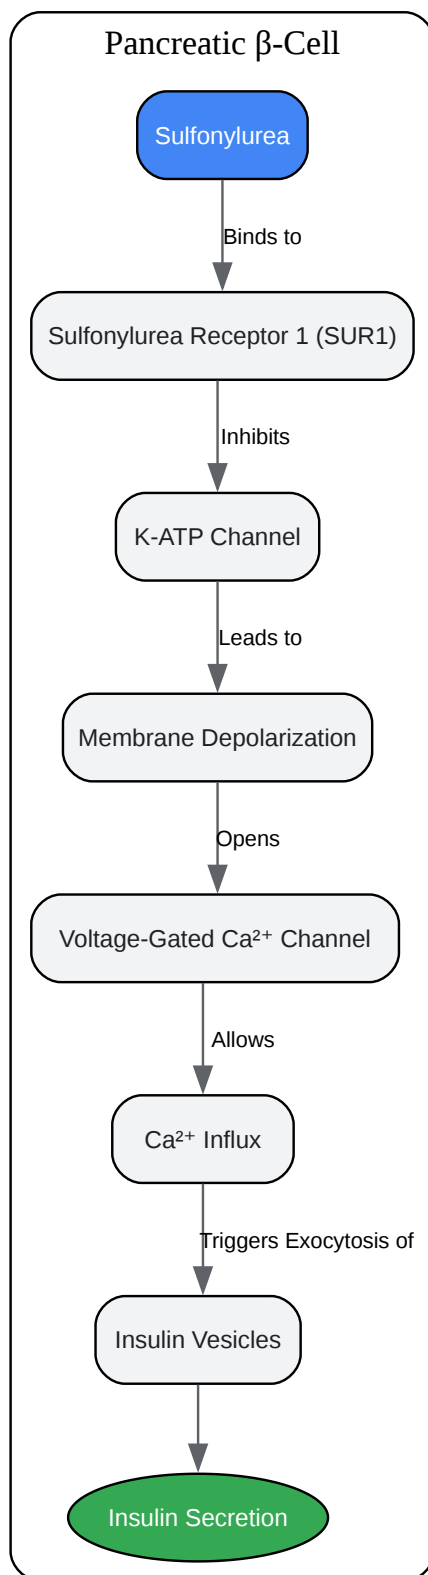 Pancreatic β-Cell
Sulfonylurea
Binds to
Sulfonylurea Receptor 1 (SUR1)
Inhibits
K-ATP Channel
Leads to
Membrane Depolarization
Opens
Voltage-Gated Ca²⁺ Channel
Allows
Ca²⁺ Influx
Triggers Exocytosis of
Insulin Vesicles
Insulin Secretion